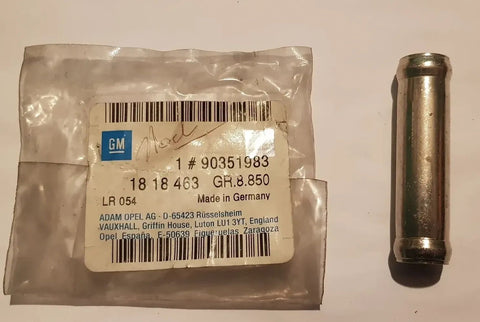 GM
1 # 90351983
18 18 463 GR.8.850
LR 054 Made in Germany
ADAM OPEL AG - D-65423 Rüsselsheim
VAUXHALL, Griffin House, Luton LU1 3YT, England
Opel España, E-50639 Figueruelas Zaragoza